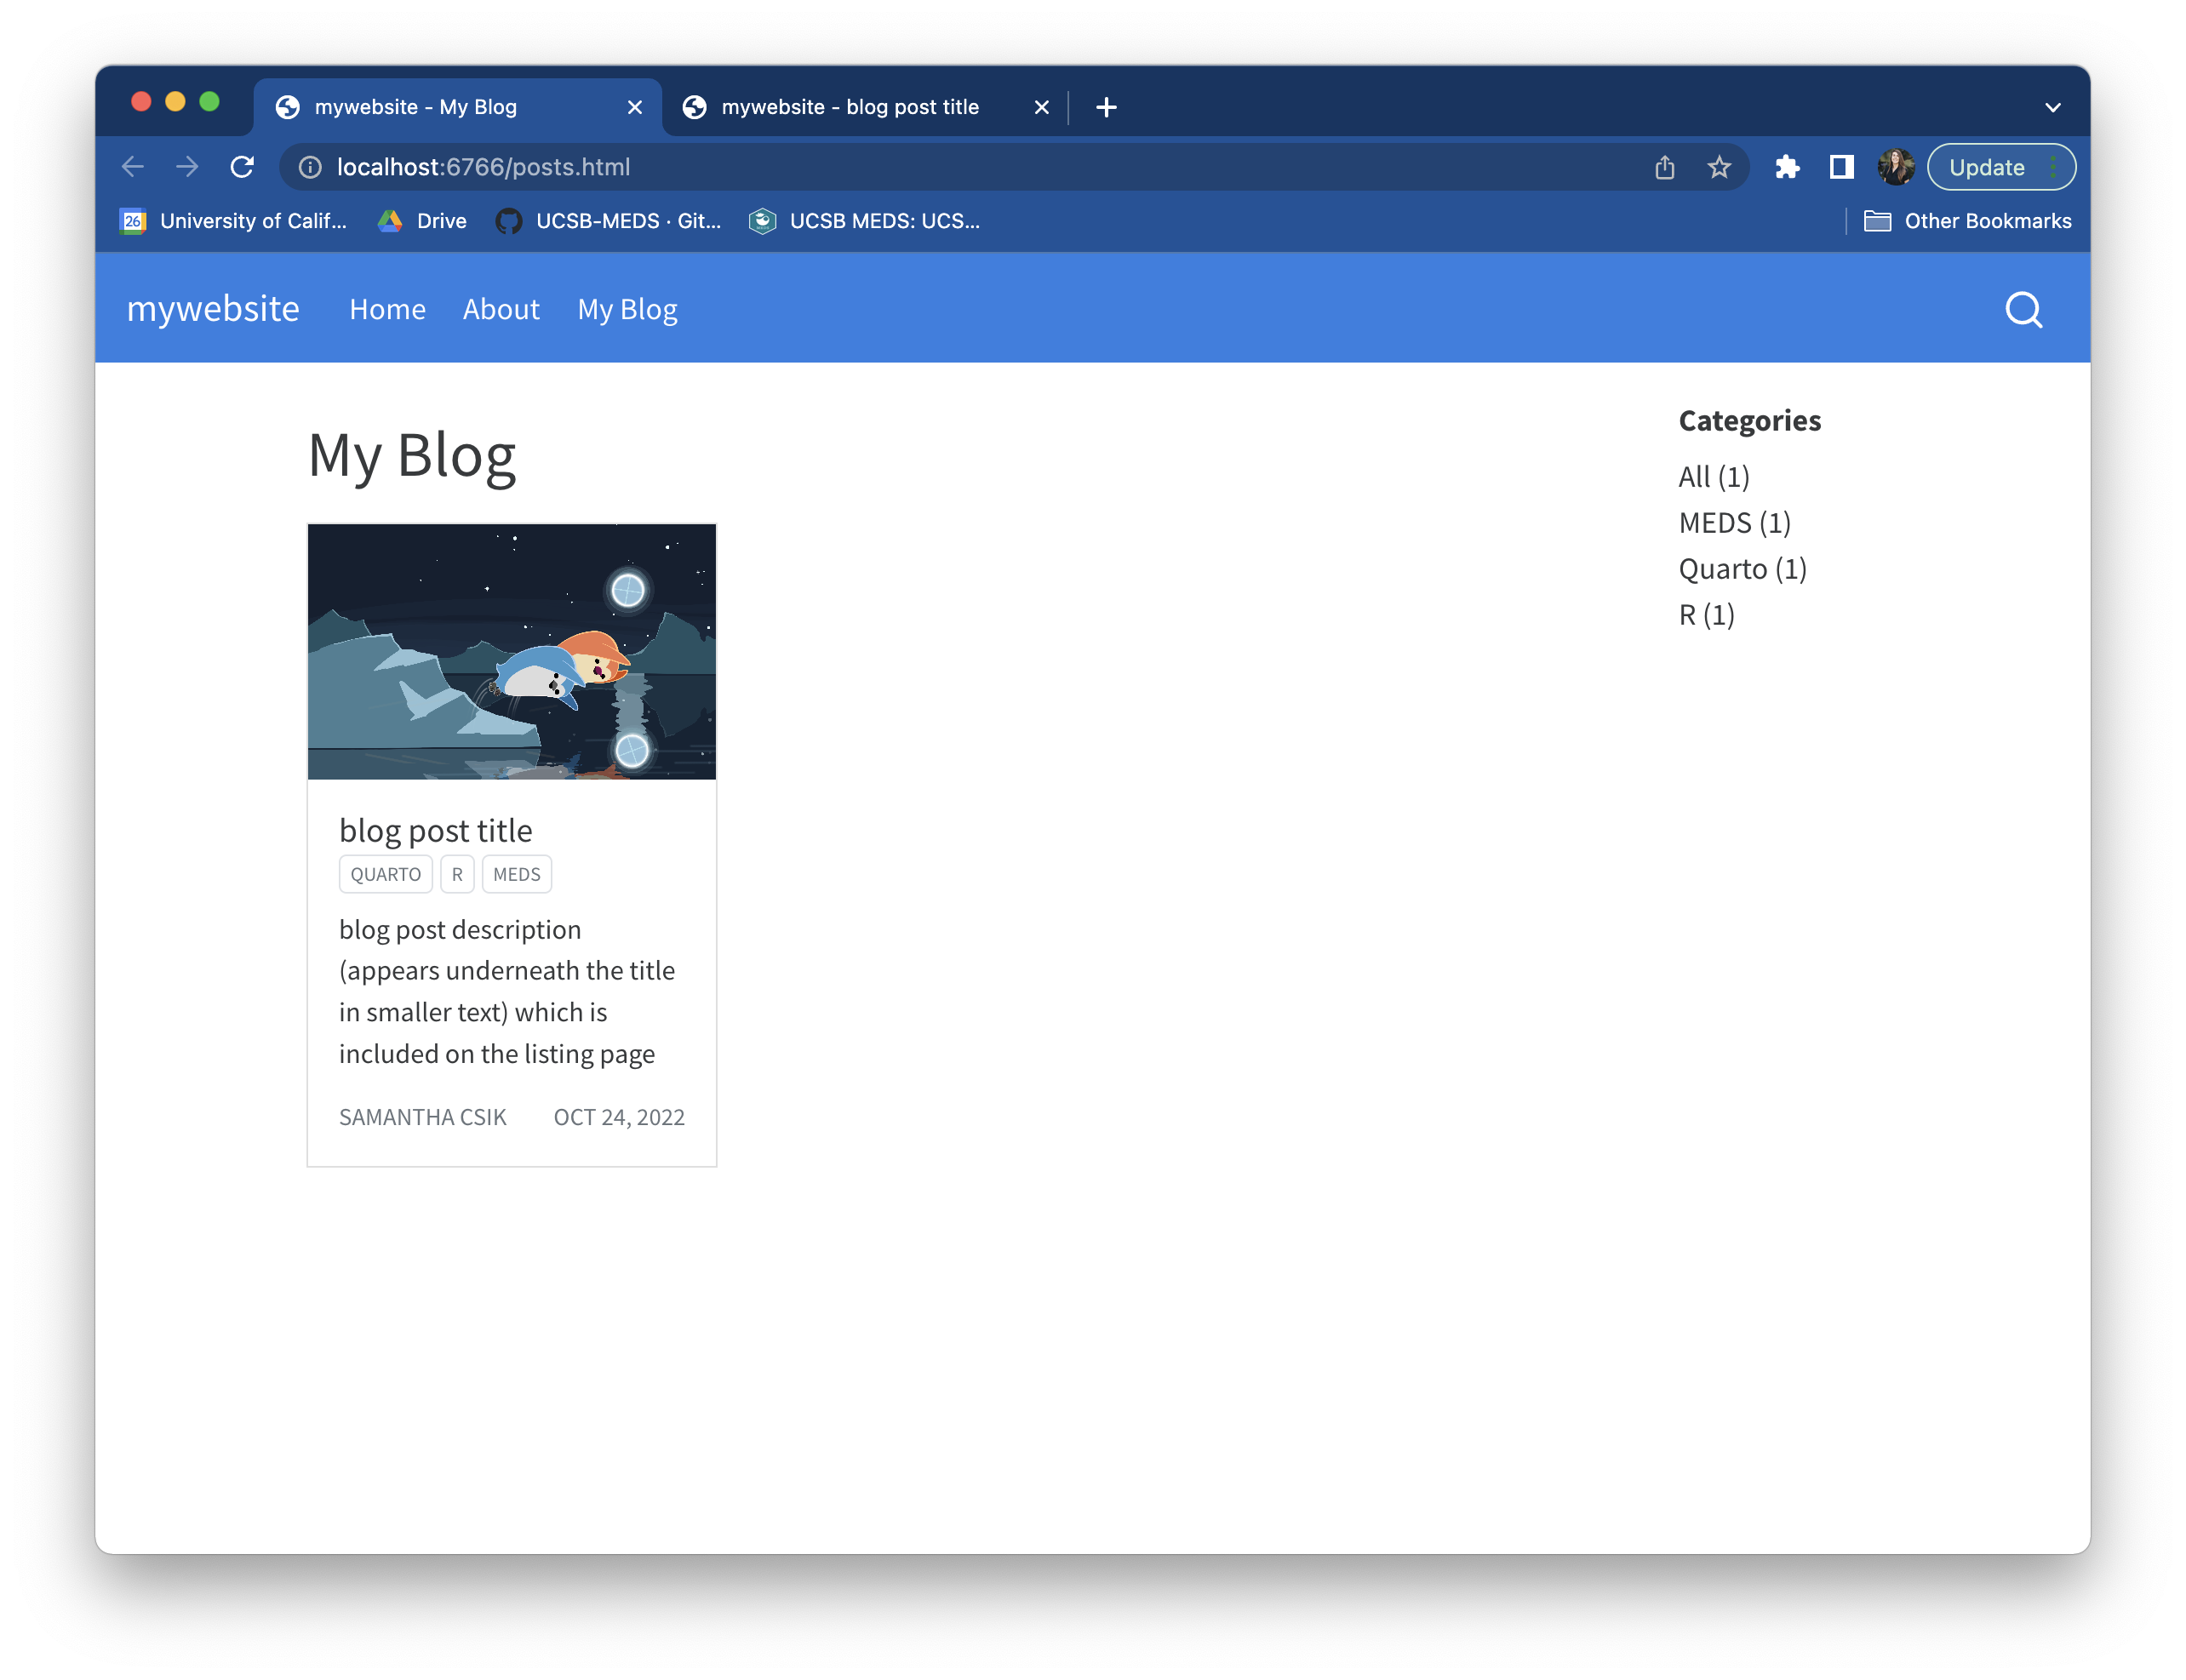 mywebsite - My Blog
mywebsite - blog post title
localhost:6766/posts.html
Update
26
University of Calif...
Drive
UCSB-MEDS · Git...
UCSB MEDS: UCS...
Other Bookmarks
mywebsite
Home
About
My Blog
My Blog
blog post title
QUARTO
R
MEDS
blog post description
(appears underneath the title
in smaller text) which is
included on the listing page
SAMANTHA CSIK
OCT 24, 2022
Categories
All (1)
MEDS (1)
Quarto (1)
R (1)